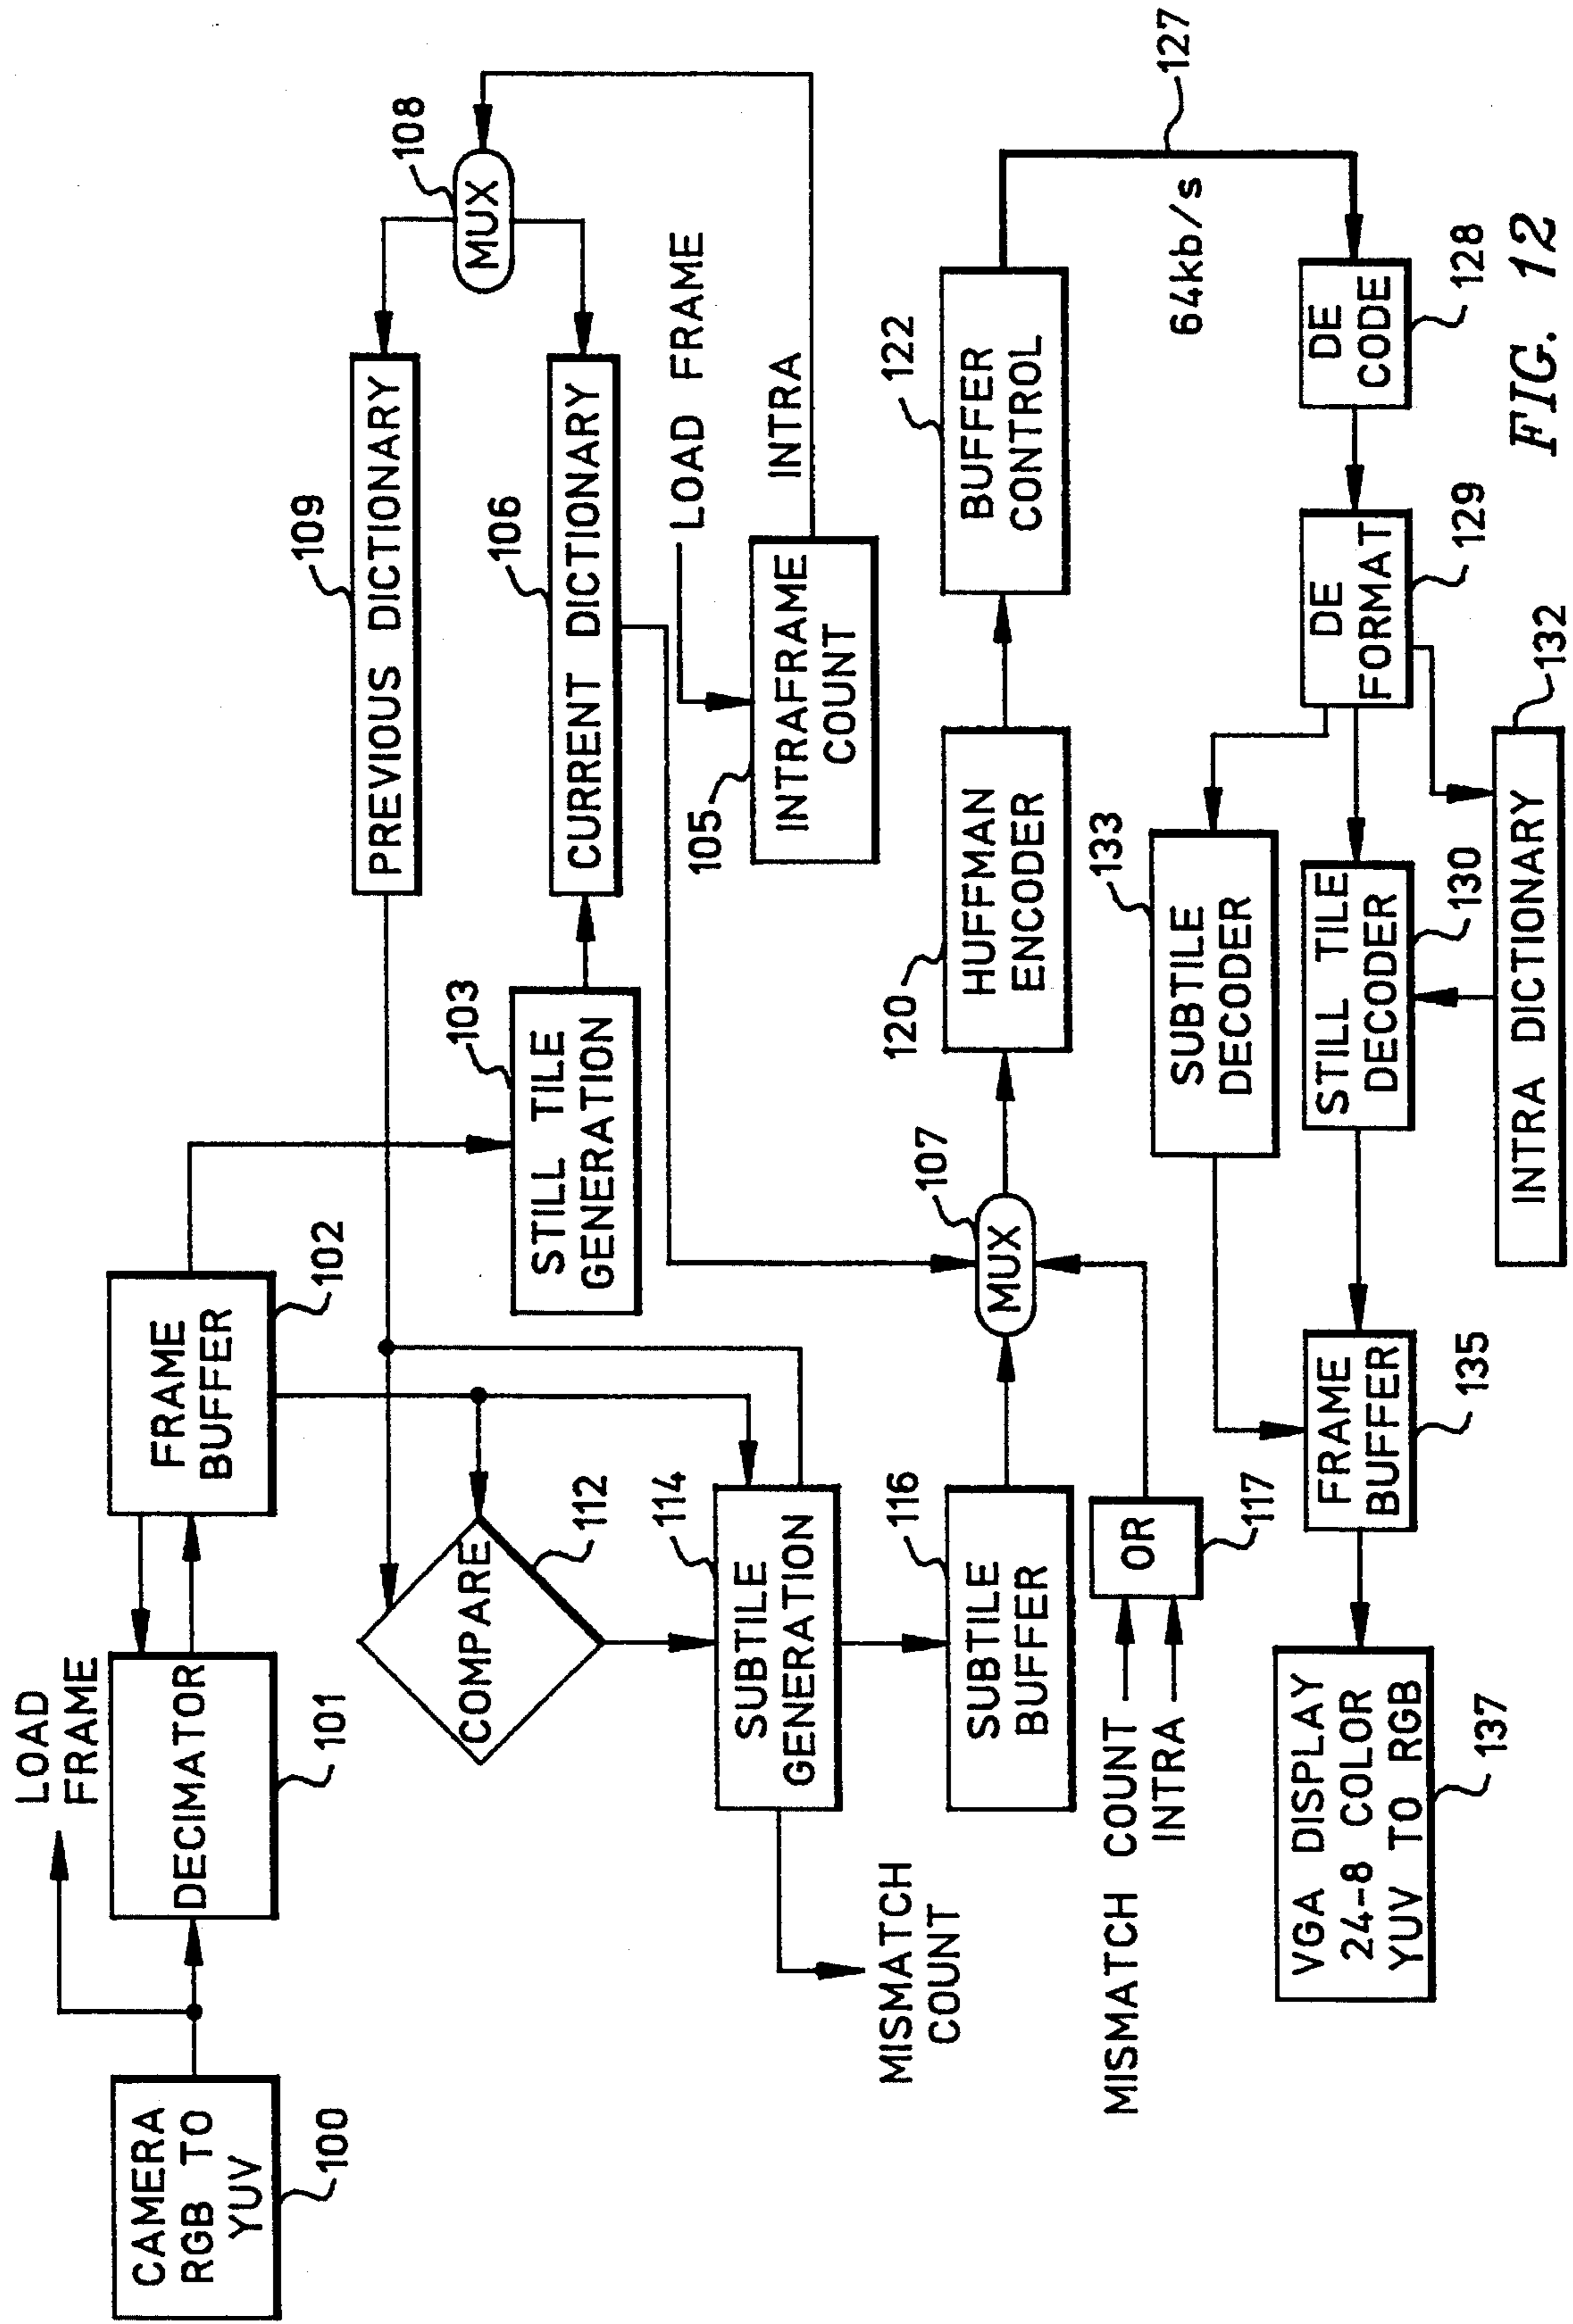 LOAD
FRAME
CAMERA
RGB TO
YUV
100
DECIMATOR
101
FRAME
BUFFER
102
STILL TILE
GENERATION
103
PREVIOUS DICTIONARY
109
CURRENT DICTIONARY
106
MUX
108
LOAD FRAME
INTRAFRAME
COUNT
105
INTRA
COMPARE
112
SUBTILE
GENERATION
114
MISMATCH
COUNT
SUBTILE
BUFFER
116
MISMATCH COUNT
INTRA
OR
117
MUX
107
HUFFMAN
ENCODER
120
BUFFER
CONTROL
122
64kb/s
127
DE
CODE
128
DE
FORMAT
129
SUBTILE
DECODER
133
STILL TILE
DECODER
130
INTRA DICTIONARY
132
FRAME
BUFFER
135
VGA DISPLAY
24-8 COLOR
YUV TO RGB
137
FIG. 12